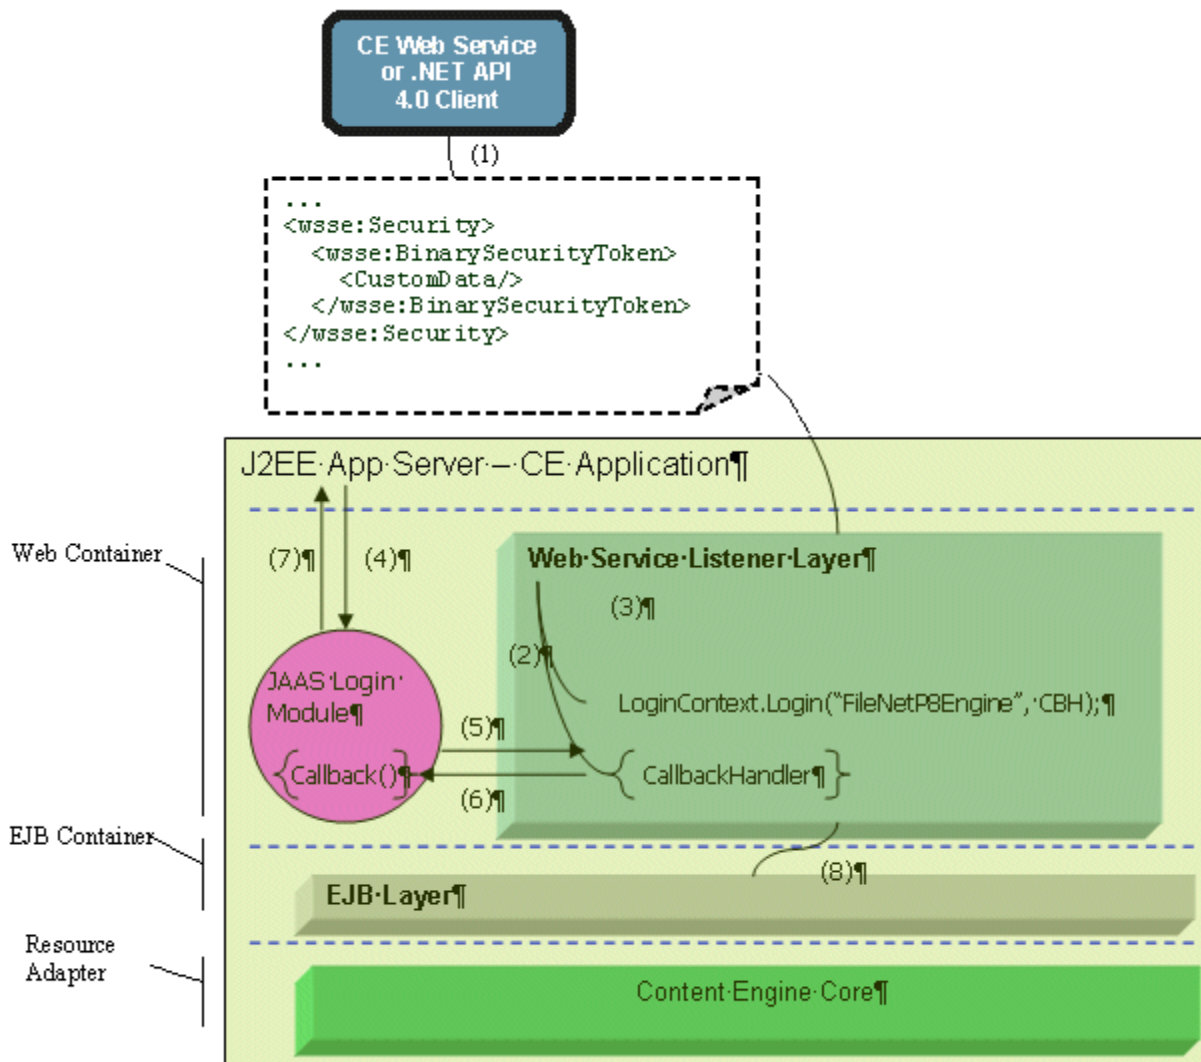 CE Web Service
or .NET API
4.0 Client
(1)
...
<wsse:Security>
<wsse:BinarySecurityToken>
<CustomData/>
</wsse:BinarySecurityToken>
</wsse:Security>
...
J2EE·App·Server·–·CE·Application¶
Web Container
(7)¶
(4)¶
Web·Service·Listener·Layer¶
(3)¶
(2)¶
JAAS·Login·
Module¶
LoginContext.Login(“FileNetP8Engine”,·CBH);¶
(5)¶
Callback()¶
CallbackHandler¶
(6)¶
EJB Container
(8)¶
EJB·Layer¶
Resource
Adapter
Content·Engine·Core¶